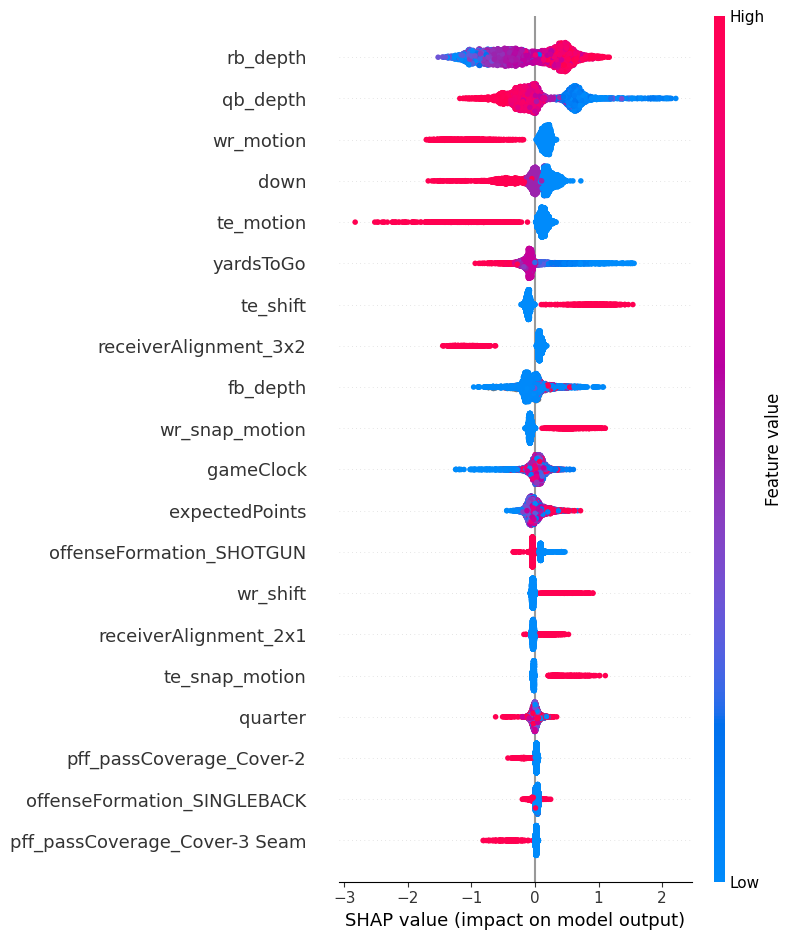 High
rb_depth
qb_depth
wr_motion
down
te_motion
yardsToGo
te_shift
receiverAlignment_3x2
fb_depth
wr_snap_motion
gameClock
expectedPoints
offenseFormation_SHOTGUN
wr_shift
receiverAlignment_2x1
te_snap_motion
quarter
pff_passCoverage_Cover-2
offenseFormation_SINGLEBACK
pff_passCoverage_Cover-3 Seam
Feature value
Low
−3 −2 −1 0 1 2
SHAP value (impact on model output)